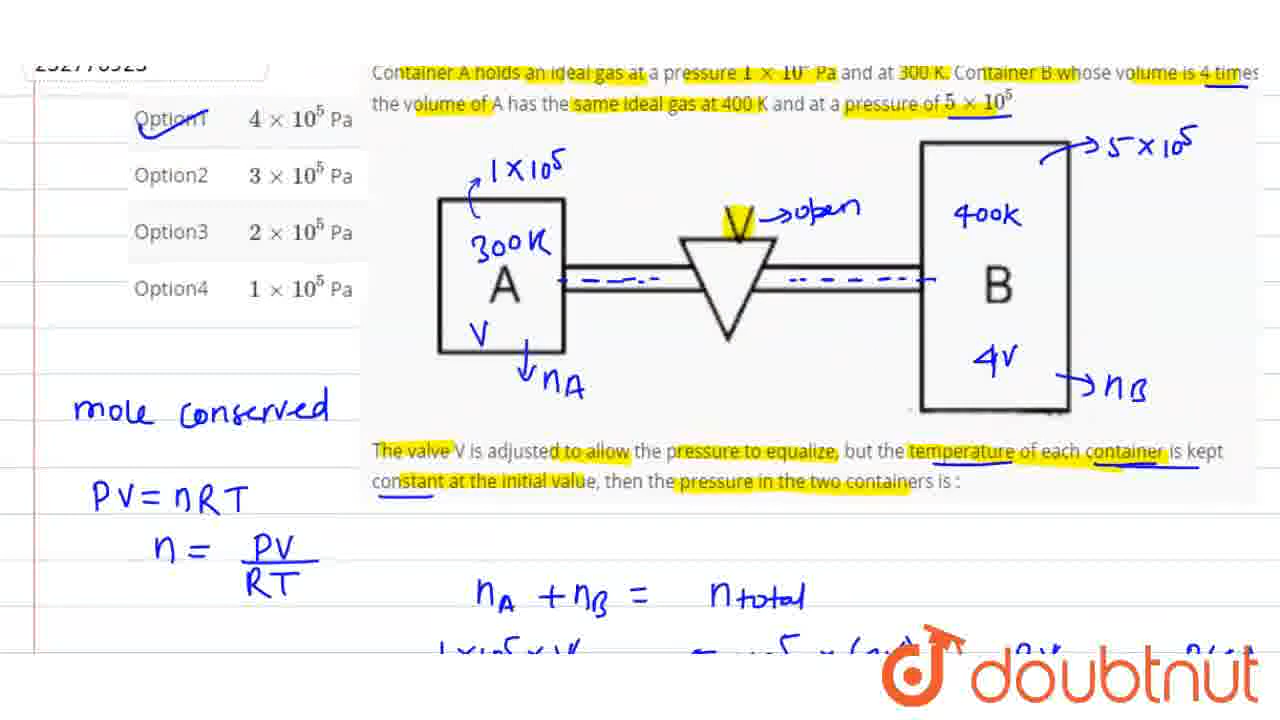 Container A holds an ideal gas at a pressure 1 × 10⁵ Pa and at 300 K. Container B whose volume is 4 times
the volume of A has the same ideal gas at 400 K and at a pressure of 5 × 10⁵
Option1 4 × 10⁵ Pa
Option2 3 × 10⁵ Pa
Option3 2 × 10⁵ Pa
Option4 1 × 10⁵ Pa
1 × 10⁵
300K
A
V
nA
V → open
5 × 10⁵
400K
B
4V
nB
The valve V is adjusted to allow the pressure to equalize, but the temperature of each container is kept
constant at the initial value, then the pressure in the two containers is :
mole conserved
PV = nRT
n = PV
RT
nA + nB = n total
doubtnut